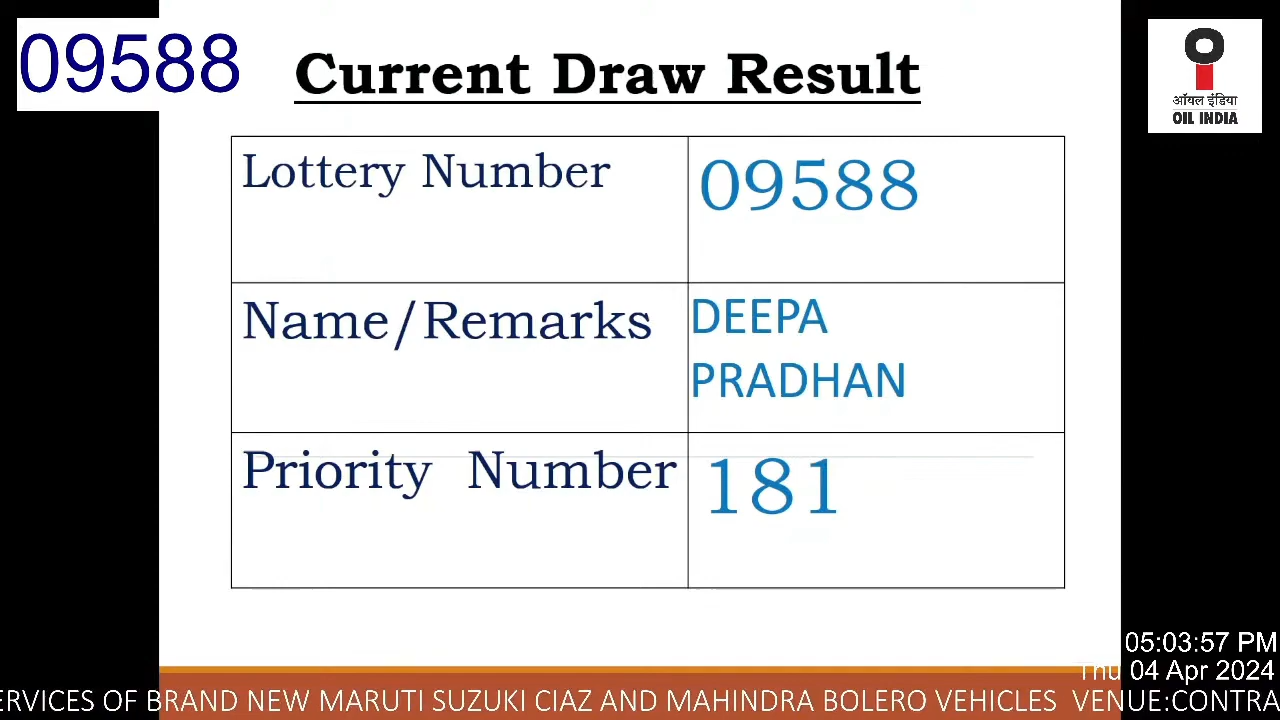 09588
Current Draw Result
ऑयल इंडिया
OIL INDIA
Lottery Number
09588
Name/Remarks
DEEPA
PRADHAN
Priority Number
181
05:03:57 PM
Thu 04 Apr 2024
ERVICES OF BRAND NEW MARUTI SUZUKI CIAZ AND MAHINDRA BOLERO VEHICLES VENUE:CONTRA